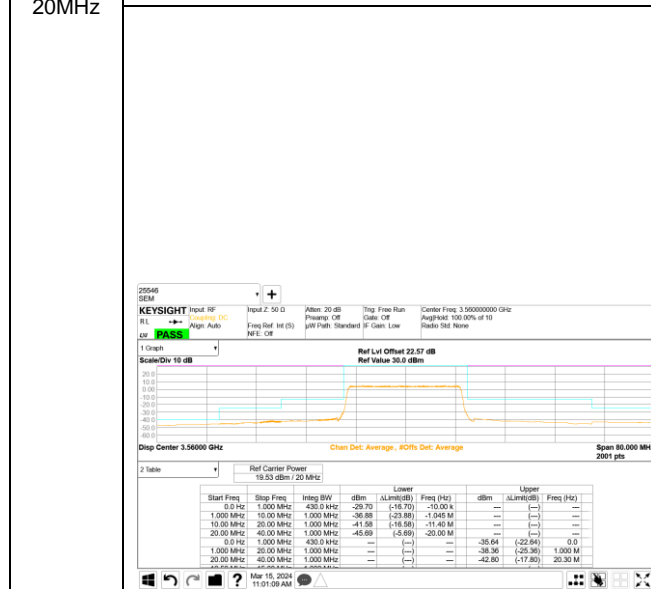 20MHz
25546
SEM
KEYSIGHT Input: RF Input Z: 50 Ω Atten: 20 dB Trig: Free Run Center Freq: 3.560000000 GHz
RL Coupling: DC Preamp: Off Gate: Off Avg|Hold: 100.00% of 10
Align: Auto Freq Ref: Int (S) µW Path: Standard IF Gain: Low Radio Std: None
PASS NFE: Off
1 Graph
Scale/Div 10 dB
Ref Lvl Offset 22.57 dB
Ref Value 30.0 dBm
20.0
10.0
0.00
-10.0
-20.0
-30.0
-40.0
-50.0
-60.0
Disp Center 3.56000 GHz Chan Det: Average, #Offs Det: Average Span 80.000 MH
2001 pts
2 Table
Ref Carrier Power
19.53 dBm / 20 MHz
Lower Upper
Start Freq Stop Freq Integ BW dBm ΔLimit(dB) Freq (Hz) dBm ΔLimit(dB) Freq (Hz)
0.0 Hz 1.000 MHz 430.0 kHz -29.70 (-16.70) -10.00 k --- (---) ---
1.000 MHz 10.00 MHz 1.000 MHz -36.88 (-23.88) -1.045 M --- (---) ---
10.00 MHz 20.00 MHz 1.000 MHz -41.58 (-16.58) -11.40 M --- (---) ---
20.00 MHz 40.00 MHz 1.000 MHz -45.69 (-5.69) -20.00 M --- (---) ---
0.0 Hz 1.000 MHz 430.0 kHz --- (---) --- -35.64 (-22.64) 0.0
1.000 MHz 20.00 MHz 1.000 MHz --- (---) --- -38.36 (-25.36) 1.000 M
20.00 MHz 40.00 MHz 1.000 MHz --- (---) --- -42.80 (-17.80) 20.30 M
Mar 15, 2024
11:01:09 AM